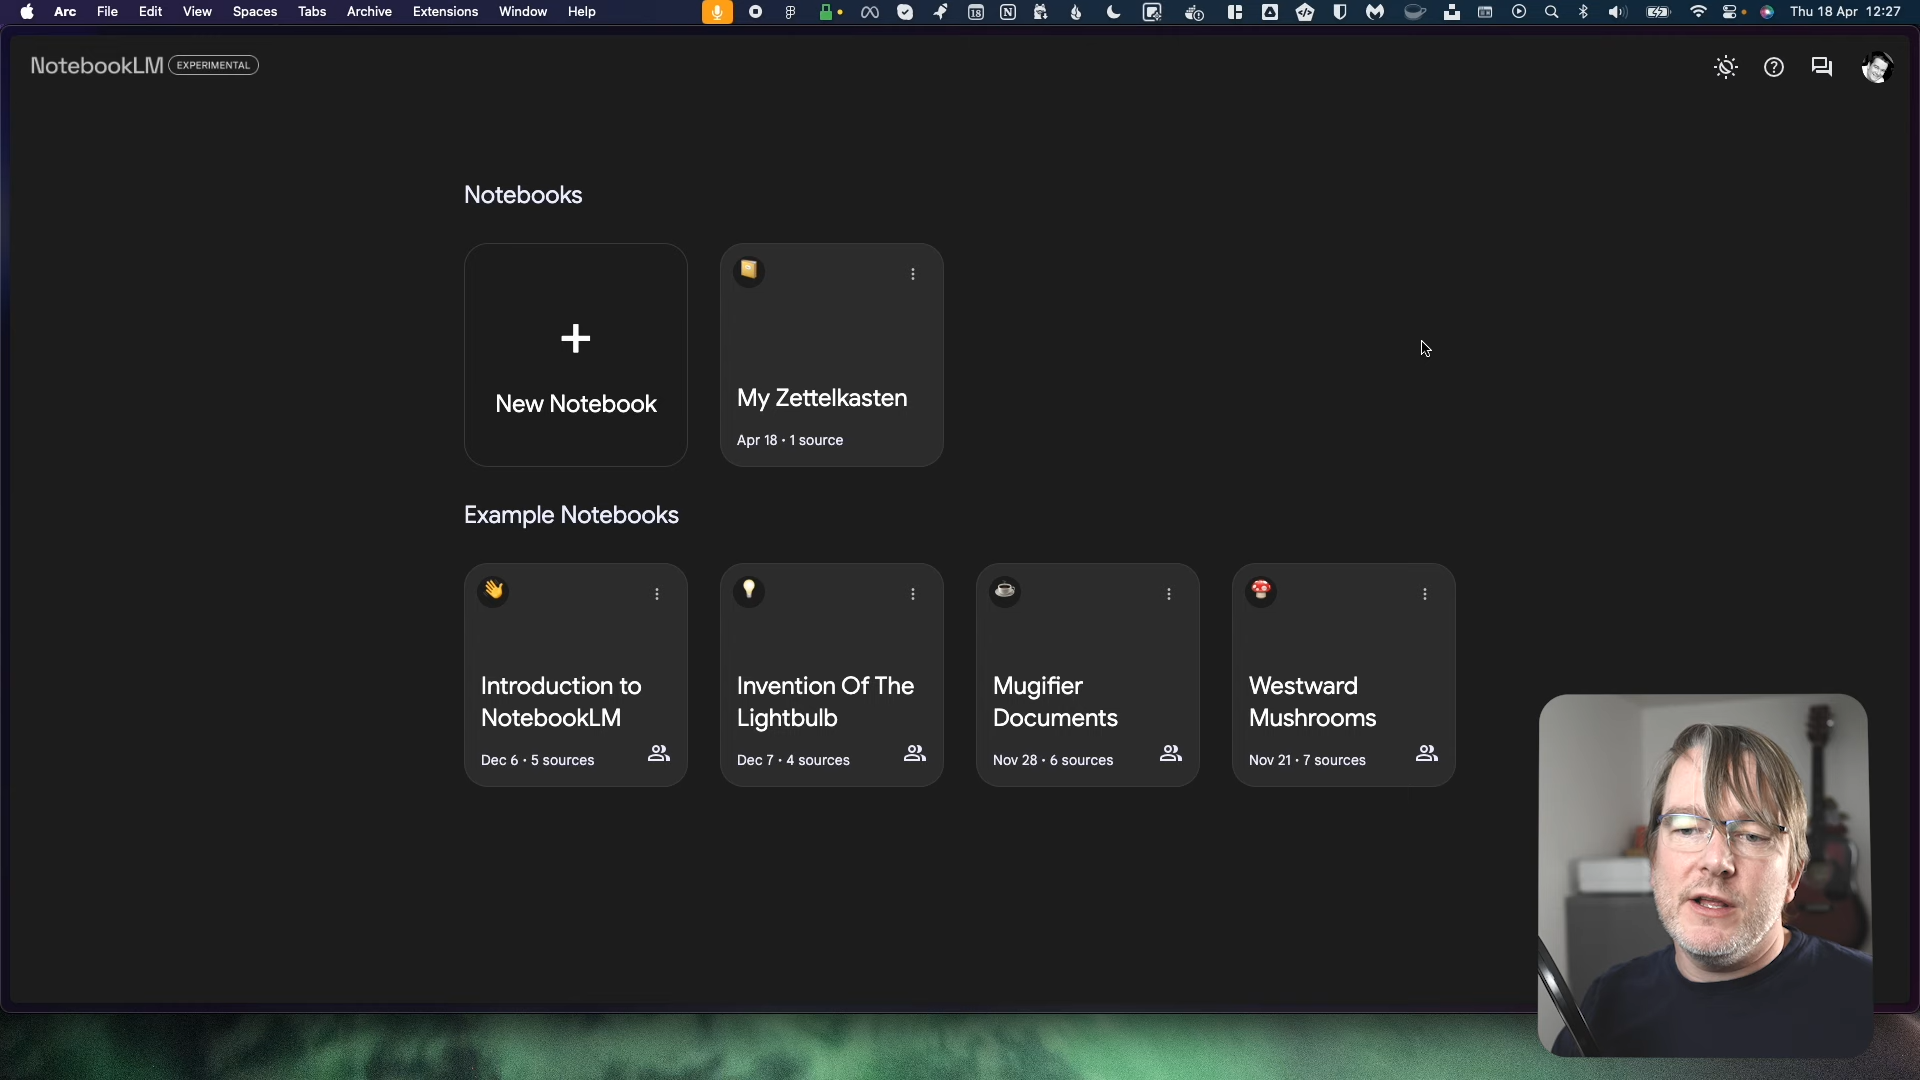 Arc File Edit View Spaces Tabs Archive Extensions Window Help 18 Thu 18 Apr 12:27
NotebookLM EXPERIMENTAL
Notebooks
New Notebook
My Zettelkasten
Apr 18 • 1 source
Example Notebooks
Introduction to
NotebookLM
Dec 6 • 5 sources
Invention Of The
Lightbulb
Dec 7 • 4 sources
Mugifier
Documents
Nov 28 • 6 sources
Westward
Mushrooms
Nov 21 • 7 sources